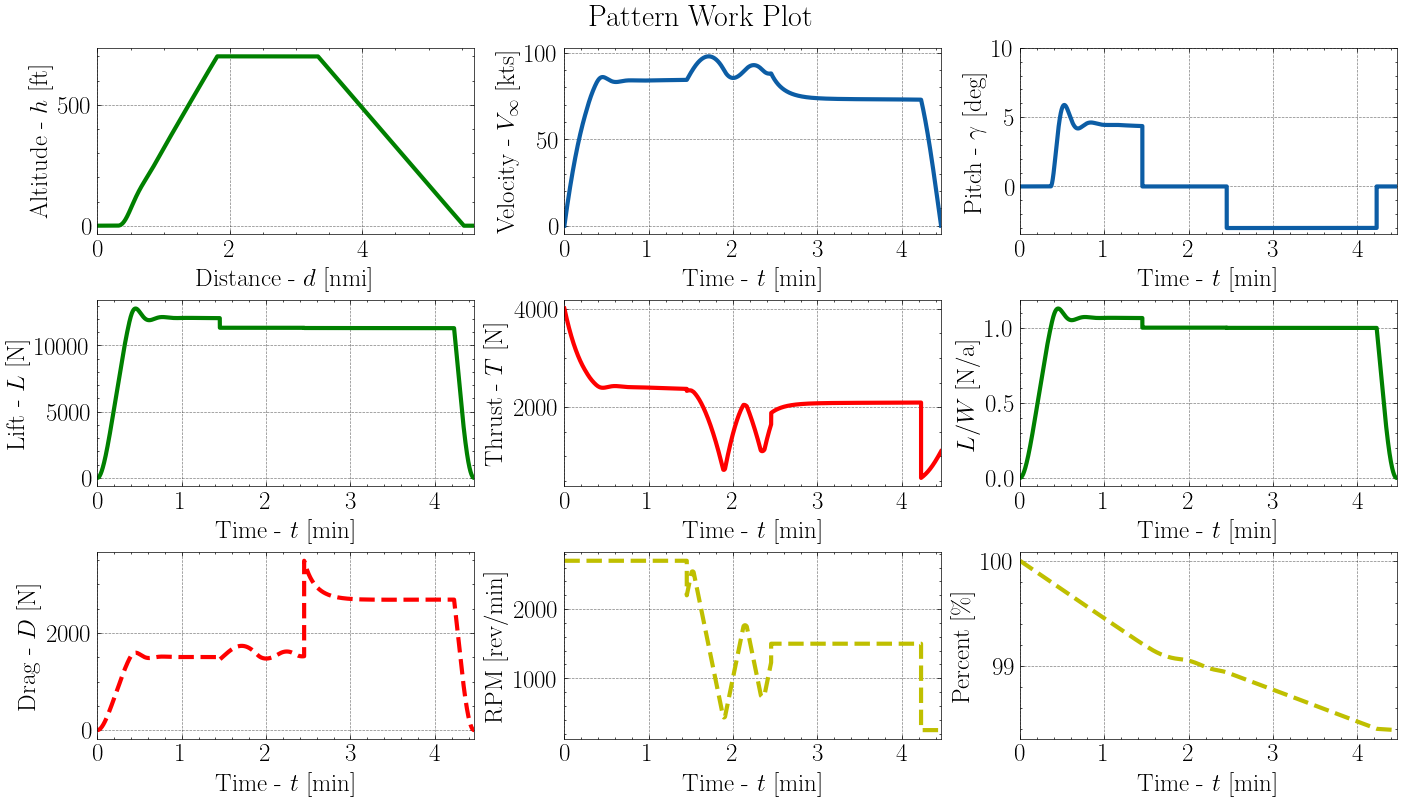 Pattern Work Plot
Altitude - h [ft]
500
0
0 2 4
Distance - d [nmi]
Velocity - V∞ [kts]
100
50
0
0 1 2 3 4
Time - t [min]
Pitch - γ [deg]
10
5
0
0 1 2 3 4
Time - t [min]
Lift - L [N]
10000
5000
0
0 1 2 3 4
Time - t [min]
Thrust - T [N]
4000
2000
0 1 2 3 4
Time - t [min]
L/W [N/a]
1.0
0.5
0.0
0 1 2 3 4
Time - t [min]
Drag - D [N]
2000
0
0 1 2 3 4
Time - t [min]
RPM [rev/min]
2000
1000
0 1 2 3 4
Time - t [min]
Percent [%]
100
99
0 1 2 3 4
Time - t [min]